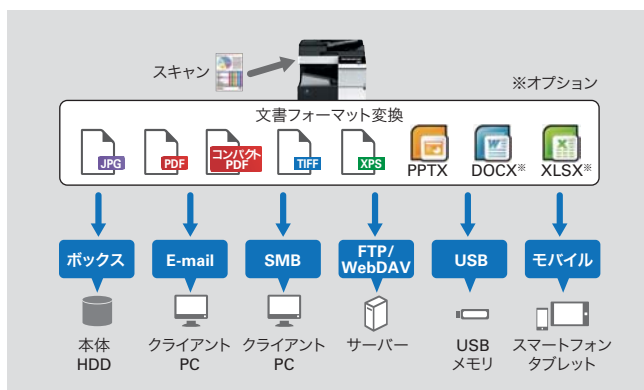 スキャン
※オプション
文書フォーマット変換
JPG
PDF
コンパクト
PDF
TIFF
XPS
PPTX
DOCX※
XLSX※
ボックス
E-mail
SMB
FTP/
WebDAV
USB
モバイル
本体
HDD
クライアント
PC
クライアント
PC
サーバー
USB
メモリ
スマートフォン
タブレット